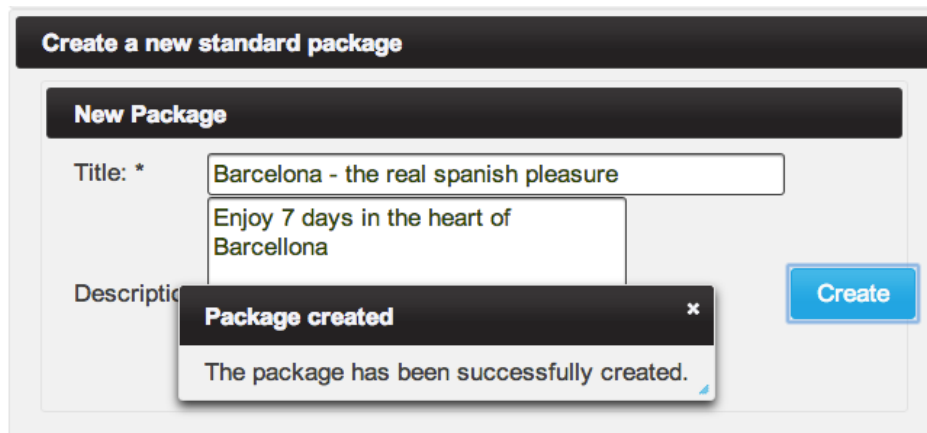 Create a new standard package
New Package
Title: *
Barcelona - the real spanish pleasure
Enjoy 7 days in the heart of
Barcellona
Create
Package created
The package has been successfully created.